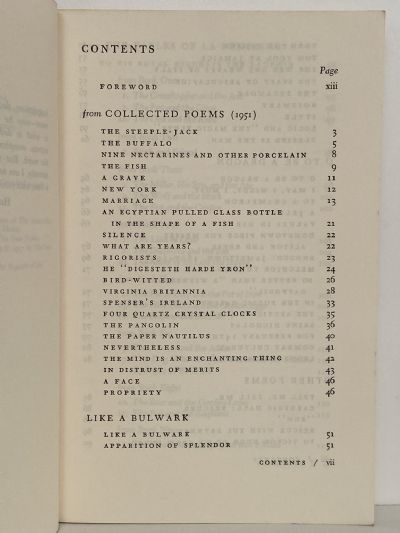 CONTENTS
Page
FOREWORD xiii
from COLLECTED POEMS (1951)
THE STEEPLE-JACK 3
THE BUFFALO 5
NINE NECTARINES AND OTHER PORCELAIN 8
THE FISH 9
A GRAVE 11
NEW YORK 12
MARRIAGE 13
AN EGYPTIAN PULLED GLASS BOTTLE
IN THE SHAPE OF A FISH 21
SILENCE 22
WHAT ARE YEARS? 22
RIGORISTS 23
HE "DIGESTETH HARDE YRON" 24
BIRD-WITTED 26
VIRGINIA BRITANNIA 28
SPENSER'S IRELAND 33
FOUR QUARTZ CRYSTAL CLOCKS 35
THE PANGOLIN 36
THE PAPER NAUTILUS 40
NEVERTHELESS 41
THE MIND IS AN ENCHANTING THING 42
IN DISTRUST OF MERITS 43
A FACE 46
PROPRIETY 46
LIKE A BULWARK
LIKE A BULWARK 51
APPARITION OF SPLENDOR 51
CONTENTS / vii